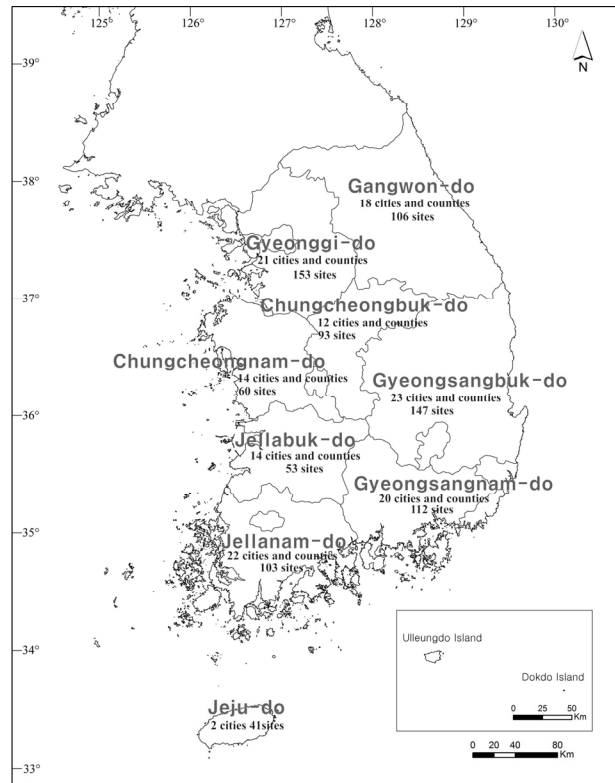 125°
126°
127°
128°
129°
130°
39°
N
38°
Gangwon-do
18 cities and counties
106 sites
Gyeonggi-do
21 cities and counties
153 sites
37°
Chungcheongbuk-do
12 cities and counties
93 sites
Chungcheongnam-do
14 cities and counties
60 sites
Gyeongsangbuk-do
23 cities and counties
147 sites
36°
Jellabuk-do
14 cities and counties
53 sites
Gyeongsangnam-do
20 cities and counties
112 sites
35°
Jellanam-do
22 cities and counties
103 sites
34°
Ulleungdo Island
Dokdo Island
0 25 50
Km
Jeju-do
2 cities 41sites
0 20 40 80
Km
33°